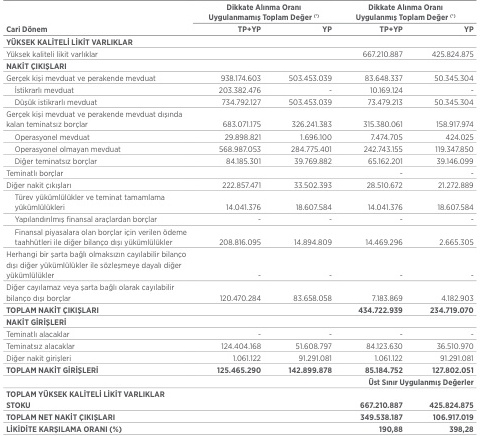 Dikkate Alınma Oranı Dikkate Alınma Oranı
Uygulanmamış Toplam Değer (*) Uygulanmış Toplam Değer (*)
Cari Dönem TP+YP YP TP+YP YP
YÜKSEK KALİTELİ LİKİT VARLIKLAR
Yüksek kaliteli likit varlıklar 667.210.887 425.824.875
NAKİT ÇIKIŞLARI
Gerçek kişi mevduat ve perakende mevduat 938.174.603 503.453.039 83.648.337 50.345.304
İstikrarlı mevduat 203.382.476 - 10.169.124 -
Düşük istikrarlı mevduat 734.792.127 503.453.039 73.479.213 50.345.304
Gerçek kişi mevduat ve perakende mevduat dışında
kalan teminatsız borçlar 683.071.175 326.241.383 315.380.061 158.917.974
Operasyonel mevduat 29.898.821 1.696.100 7.474.705 424.025
Operasyonel olmayan mevduat 568.987.053 284.775.401 242.743.155 119.347.850
Diğer teminatsız borçlar 84.185.301 39.769.882 65.162.201 39.146.099
Teminatlı borçlar - -
Diğer nakit çıkışları 222.857.471 33.502.393 28.510.672 21.272.889
Türev yükümlülükler ve teminat tamamlama
yükümlülükleri 14.041.376 18.607.584 14.041.376 18.607.584
Yapılandırılmış finansal araçlardan borçlar - - - -
Finansal piyasalara olan borçlar için verilen ödeme
taahhütleri ile diğer bilanço dışı yükümlülükler 208.816.095 14.894.809 14.469.296 2.665.305
Herhangi bir şarta bağlı olmaksızın cayılabilir bilanço
dışı diğer yükümlülükler ile sözleşmeye dayalı diğer
yükümlülükler - - - -
Diğer cayılamaz veya şarta bağlı olarak cayılabilir
bilanço dışı borçlar 120.470.284 83.658.058 7.183.869 4.182.903
TOPLAM NAKİT ÇIKIŞLARI 434.722.939 234.719.070
NAKİT GİRİŞLERİ
Teminatlı alacaklar - - - -
Teminatsız alacaklar 124.404.168 51.608.797 84.123.630 36.510.970
Diğer nakit girişleri 1.061.122 91.291.081 1.061.122 91.291.081
TOPLAM NAKİT GİRİŞLERİ 125.465.290 142.899.878 85.184.752 127.802.051
Üst Sınır Uygulanmış Değerler
TOPLAM YÜKSEK KALİTELİ LİKİT VARLIKLAR
STOKU 667.210.887 425.824.875
TOPLAM NET NAKİT ÇIKIŞLARI 349.538.187 106.917.019
LİKİDİTE KARŞILAMA ORANI (%) 190,88 398,28